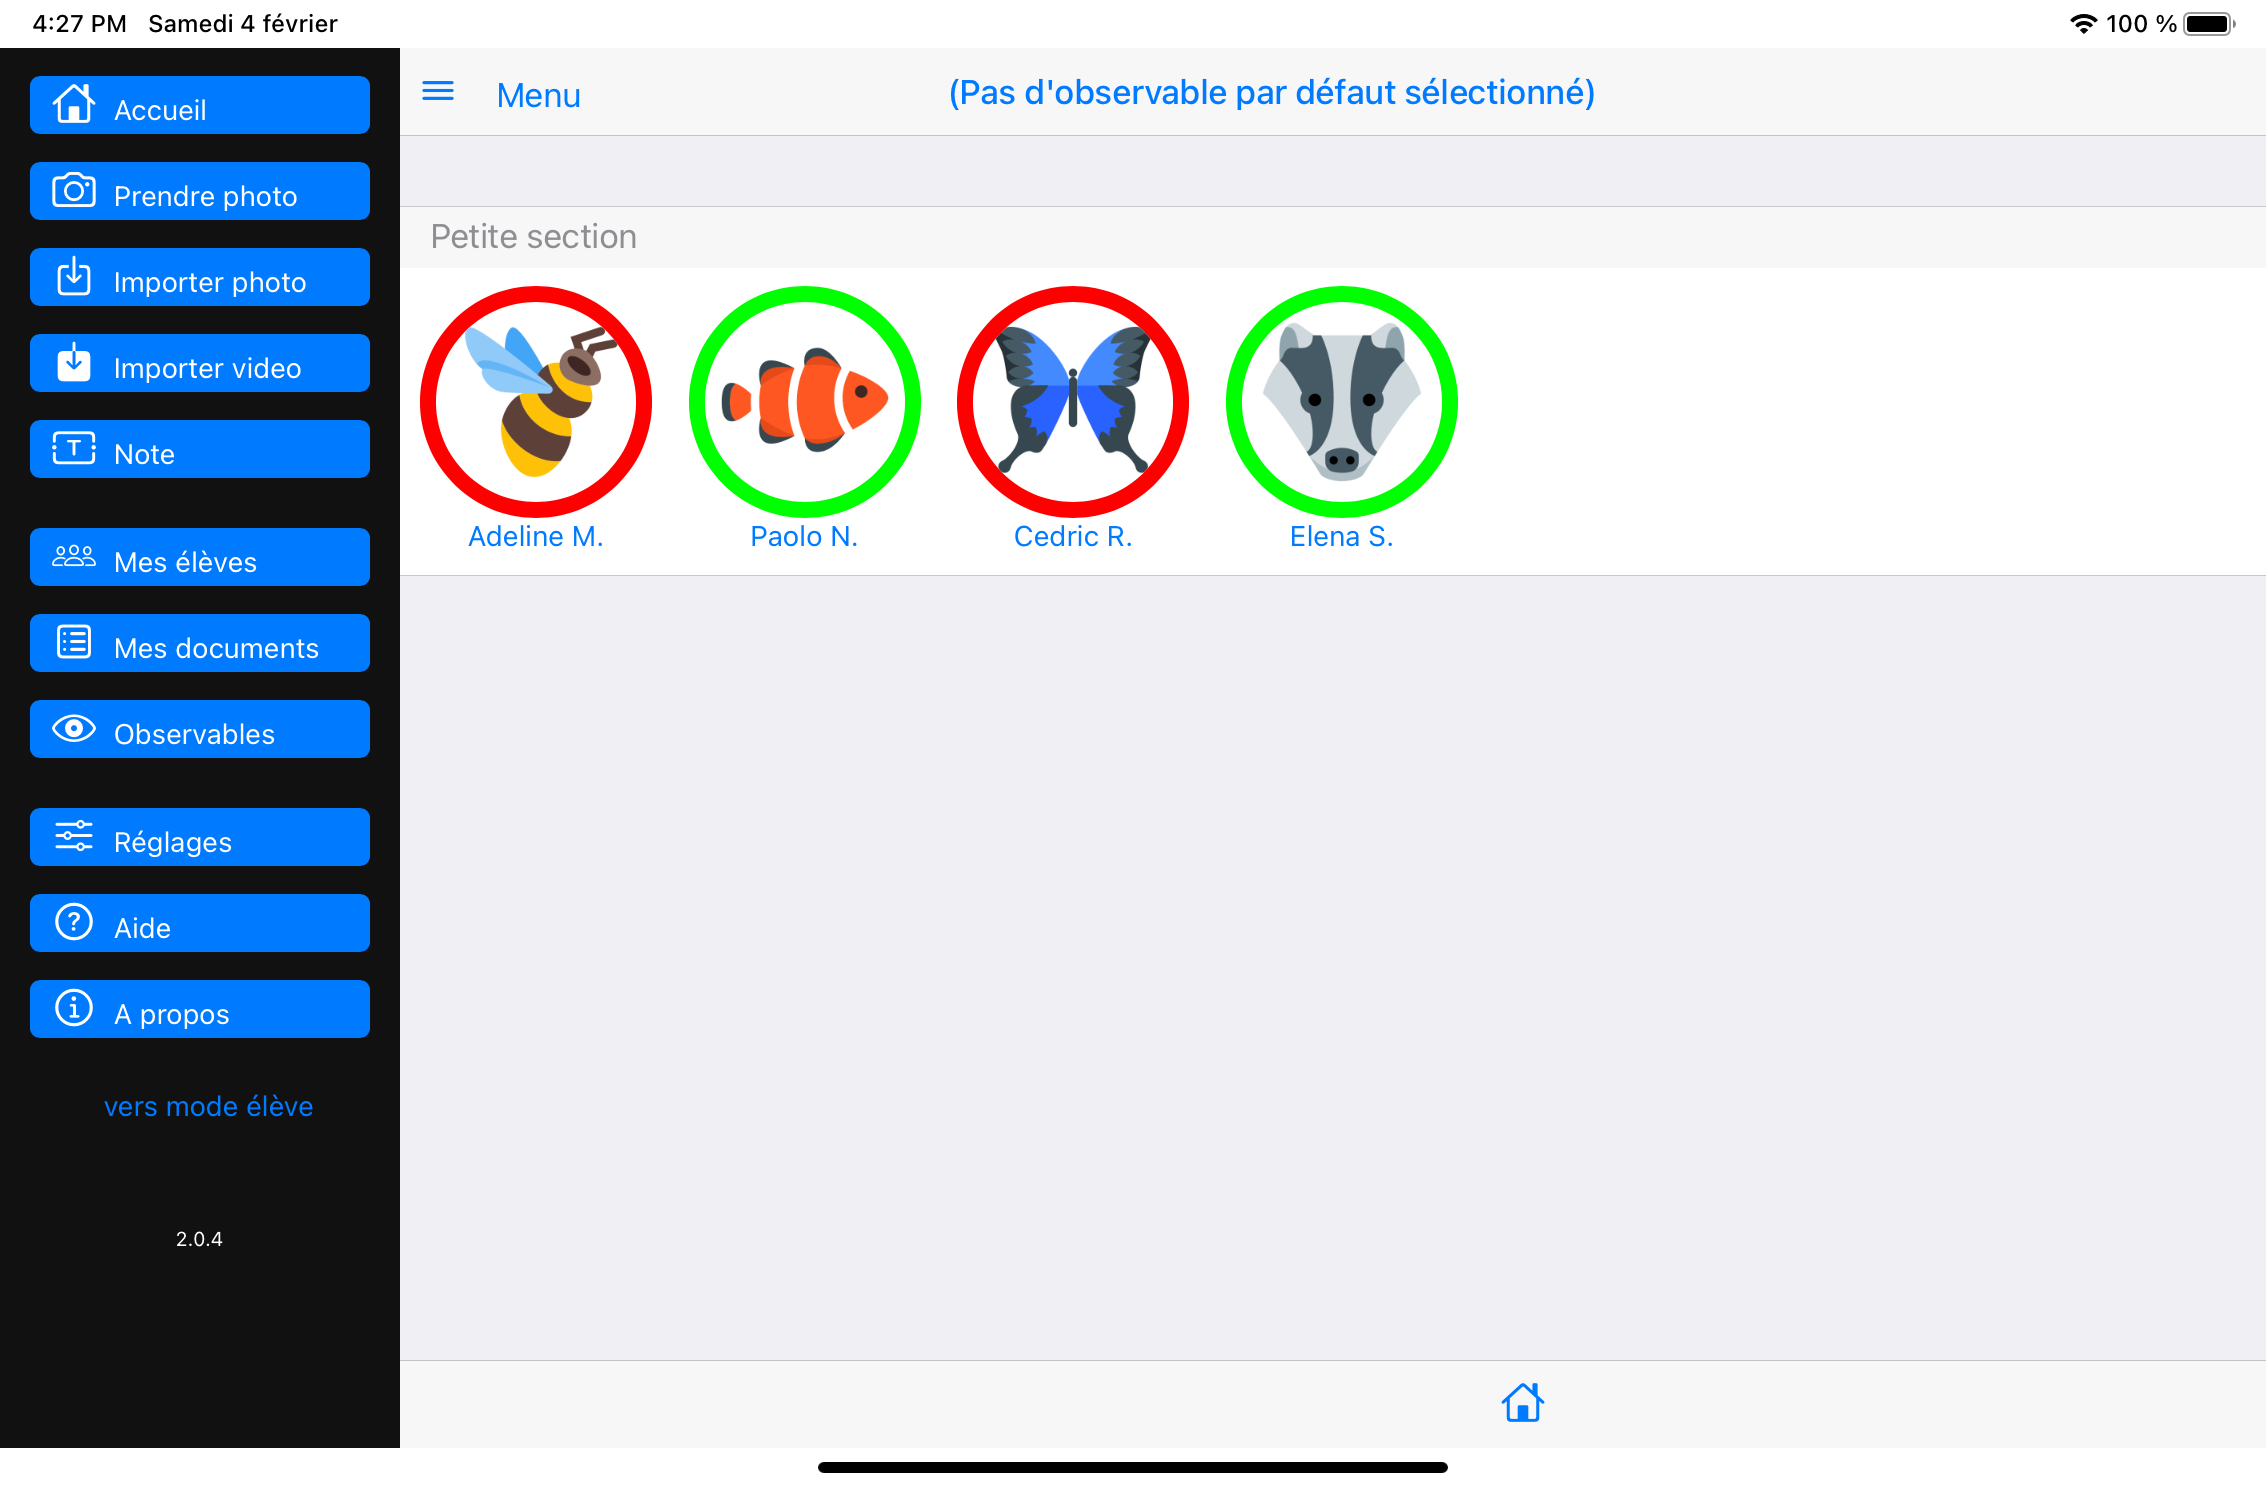 4:27 PM Samedi 4 février 100 %
Accueil
Prendre photo
Importer photo
Importer video
Note
Mes élèves
Mes documents
Observables
Réglages
Aide
A propos
vers mode élève
2.0.4
Menu (Pas d'observable par défaut sélectionné)
Petite section
Adeline M. Paolo N. Cedric R. Elena S.